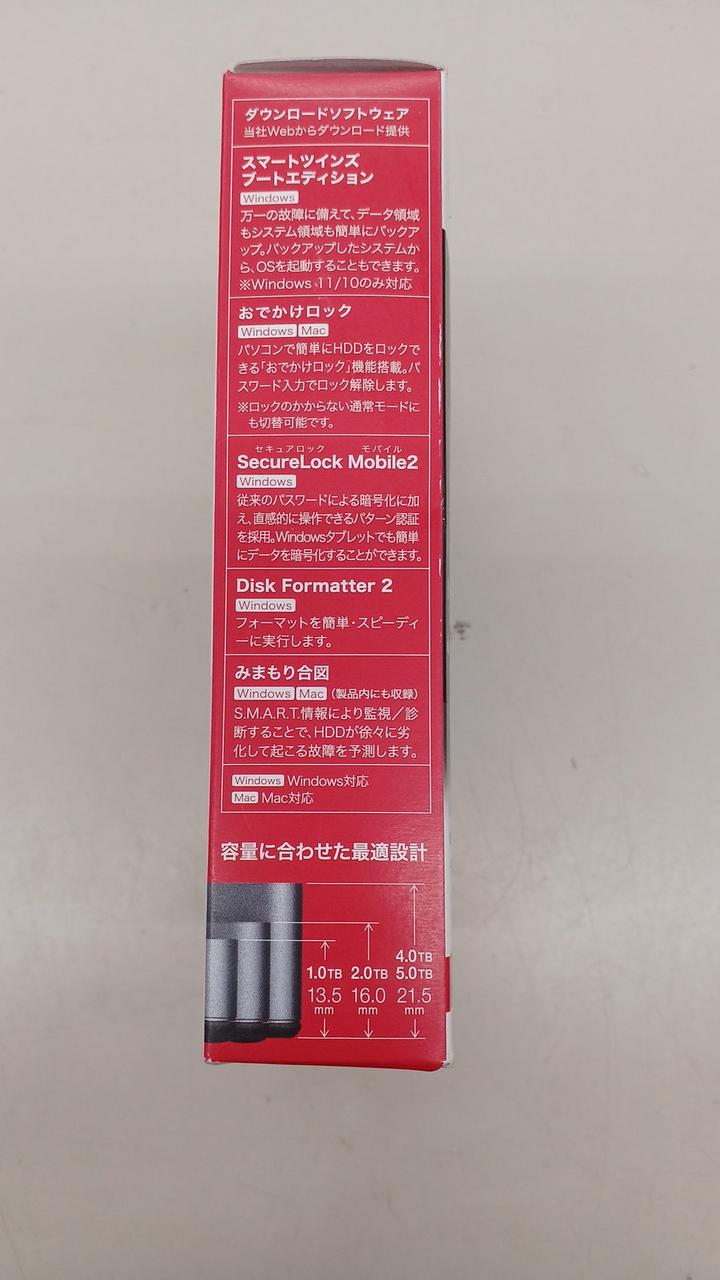 ダウンロードソフトウェア
当社Webからダウンロード提供
スマートツインズ
ブートエディション
Windows
万一の故障に備えて、データ領域
もシステム領域も簡単にバックア
ップ。バックアップしたシステムか
ら、OSを起動することもできます。
※Windows 11/10のみ対応
おでかけロック
Windows Mac
パソコンで簡単にHDDをロックで
きる「おでかけロック」機能搭載。パ
スワード入力でロック解除します。
※ロックのかからない通常モードに
も切替可能です。
セキュアロック モバイル
SecureLock Mobile2
Windows
従来のパスワードによる暗号化に加
え、直感的に操作できるパターン認証
を採用。Windowsタブレットでも簡単
にデータを暗号化することができます。
Disk Formatter 2
Windows
フォーマットを簡単・スピーディ
ーに実行します。
みまもり合図
Windows Mac (製品内にも収録)
S.M.A.R.T.情報により監視／診
断することで、HDDが徐々に劣
化して起こる故障を予測します。
Windows Windows対応
Mac Mac対応
容量に合わせた最適設計
4.0TB
1.0TB 2.0TB 5.0TB
13.5 16.0 21.5
mm mm mm